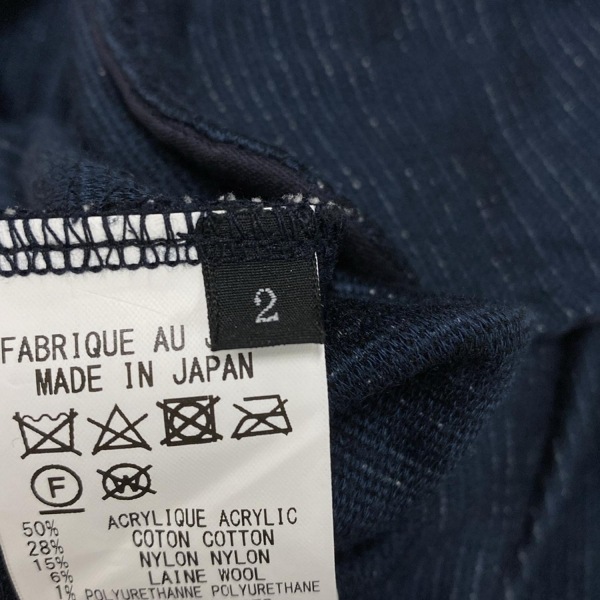 2
FABRIQUE AU J
MADE IN JAPAN
F W
50% ACRYLIQUE ACRYLIC
28% COTON COTTON
15% NYLON NYLON
6% LAINE WOOL
1% POLYURETHANNE POLYURETHANE